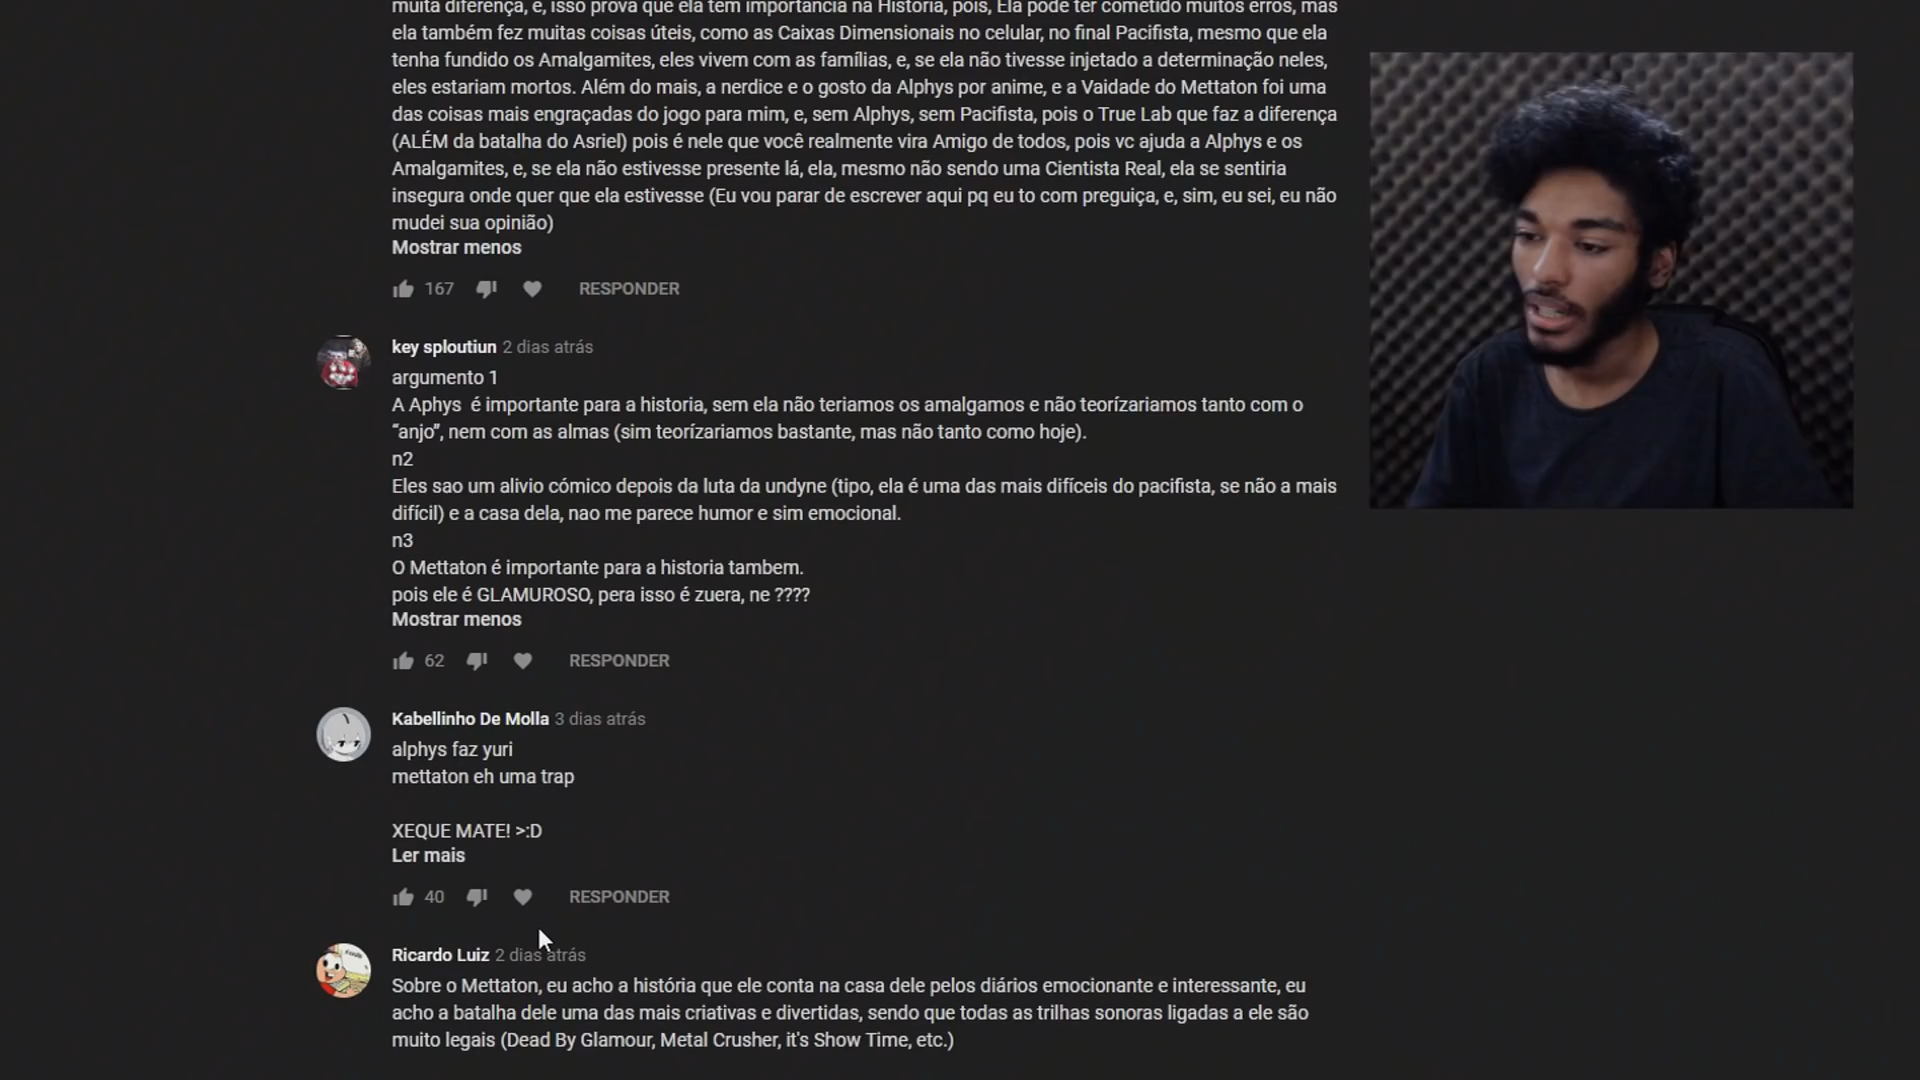 muita diferença, e, isso prova que ela tem importância na História, pois, Ela pode ter cometido muitos erros, mas
ela também fez muitas coisas úteis, como as Caixas Dimensionais no celular, no final Pacifista, mesmo que ela
tenha fundido os Amalgamites, eles vivem com as famílias, e, se ela não tivesse injetado a determinação neles,
eles estariam mortos. Além do mais, a nerdice e o gosto da Alphys por anime, e a Vaidade do Mettaton foi uma
das coisas mais engraçadas do jogo para mim, e, sem Alphys, sem Pacifista, pois o True Lab que faz a diferença
(ALÉM da batalha do Asriel) pois é nele que você realmente vira Amigo de todos, pois vc ajuda a Alphys e os
Amalgamites, e, se ela não estivesse presente lá, ela, mesmo não sendo uma Cientista Real, ela se sentiria
insegura onde quer que ela estivesse (Eu vou parar de escrever aqui pq eu to com preguiça, e, sim, eu sei, eu não
mudei sua opinião)
Mostrar menos
167 RESPONDER
key sploutiun 2 dias atrás
argumento 1
A Aphys é importante para a historia, sem ela não teriamos os amalgamos e não teorízariamos tanto com o
“anjo”, nem com as almas (sim teorízariamos bastante, mas não tanto como hoje).
n2
Eles sao um alivio cómico depois da luta da undyne (tipo, ela é uma das mais difíceis do pacifista, se não a mais
difícil) e a casa dela, nao me parece humor e sim emocional.
n3
O Mettaton é importante para a historia tambem.
pois ele é GLAMUROSO, pera isso é zuera, ne ????
Mostrar menos
62 RESPONDER
Kabellinho De Molla 3 dias atrás
alphys faz yuri
mettaton eh uma trap
XEQUE MATE! >:D
Ler mais
40 RESPONDER
Ricardo Luiz 2 dias atrás
Sobre o Mettaton, eu acho a história que ele conta na casa dele pelos diários emocionante e interessante, eu
acho a batalha dele uma das mais criativas e divertidas, sendo que todas as trilhas sonoras ligadas a ele são
muito legais (Dead By Glamour, Metal Crusher, it's Show Time, etc.)